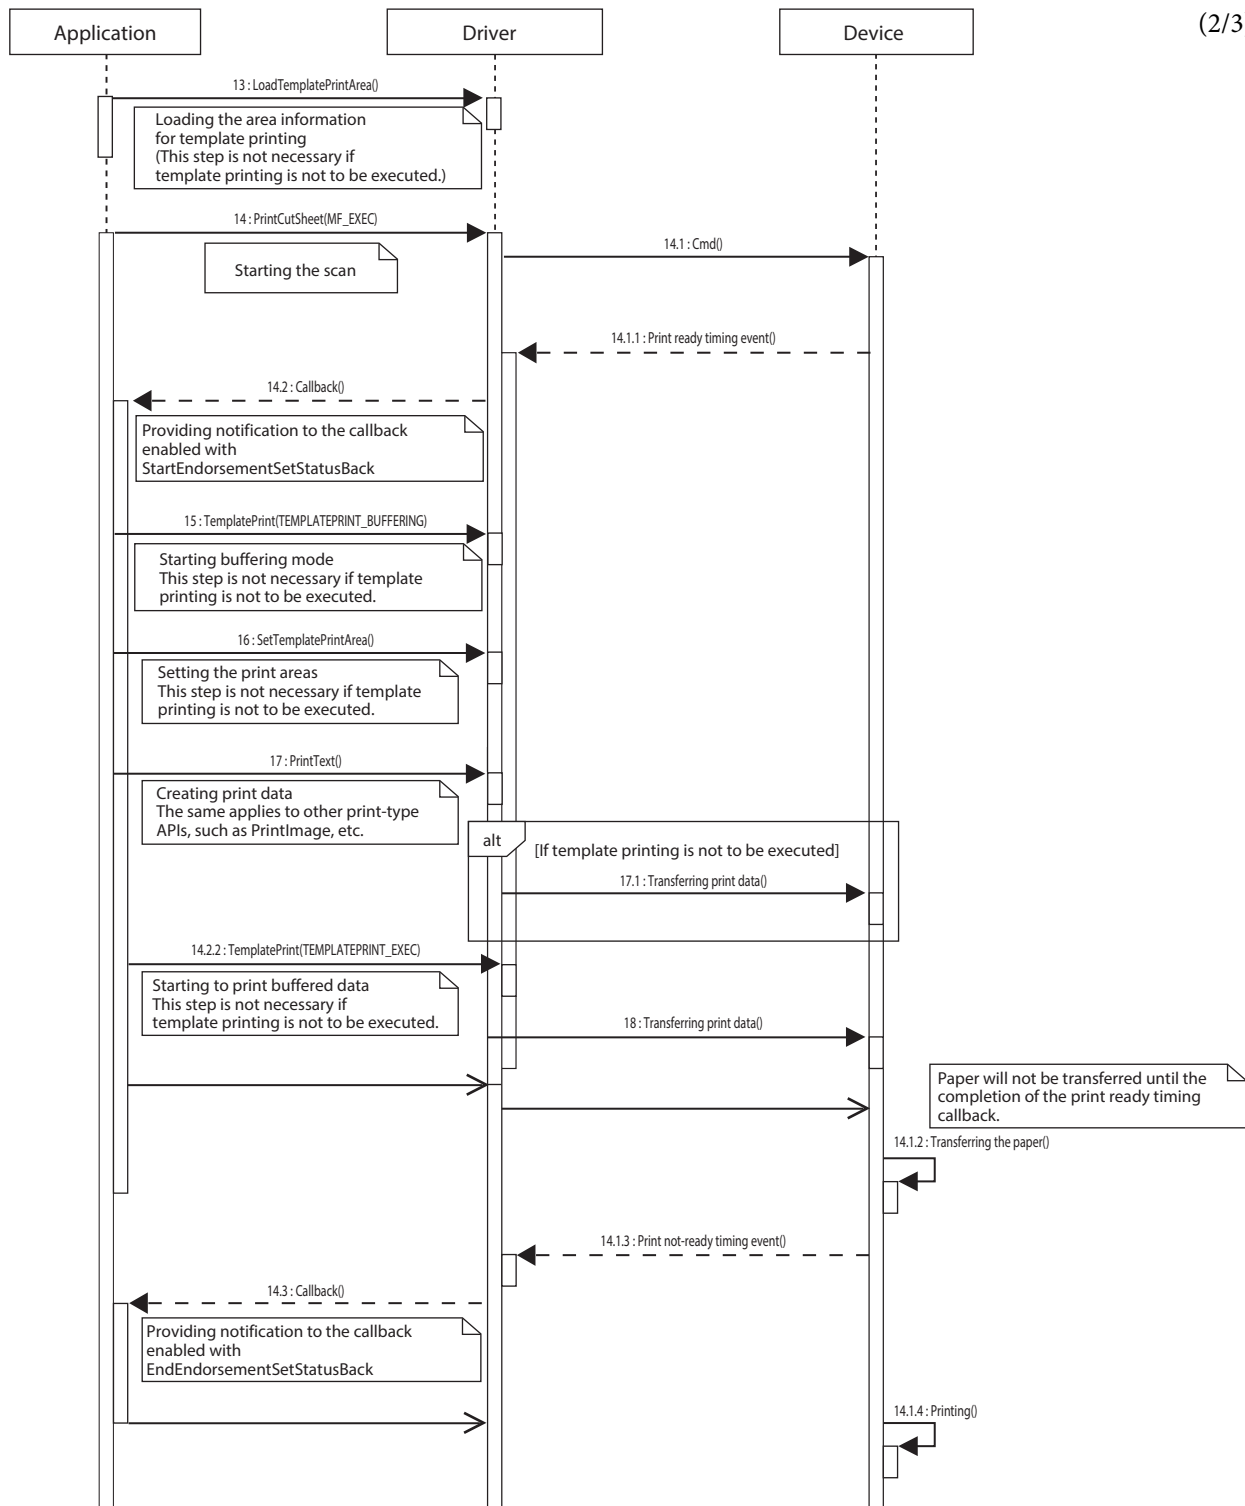 (2/3
Application
Driver
Device
13 : LoadTemplatePrintArea()
Loading the area information
for template printing
(This step is not necessary if
template printing is not to be executed.)
14 : PrintCutSheet(MF_EXEC)
14.1 : Cmd()
Starting the scan
14.1.1 : Print ready timing event()
14.2 : Callback()
Providing notification to the callback
enabled with
StartEndorsementSetStatusBack
15 : TemplatePrint(TEMPLATEPRINT_BUFFERING)
Starting buffering mode
This step is not necessary if template
printing is not to be executed.
16 : SetTemplatePrintArea()
Setting the print areas
This step is not necessary if template
printing is not to be executed.
17 : PrintText()
Creating print data
The same applies to other print-type
APIs, such as PrintImage, etc.
alt
[If template printing is not to be executed]
17.1 : Transferring print data()
14.2.2 : TemplatePrint(TEMPLATEPRINT_EXEC)
Starting to print buffered data
This step is not necessary if
template printing is not to be executed.
18 : Transferring print data()
Paper will not be transferred until the
completion of the print ready timing
callback.
14.1.2 : Transferring the paper()
14.1.3 : Print not-ready timing event()
14.3 : Callback()
Providing notification to the callback
enabled with
EndEndorsementSetStatusBack
14.1.4 : Printing()